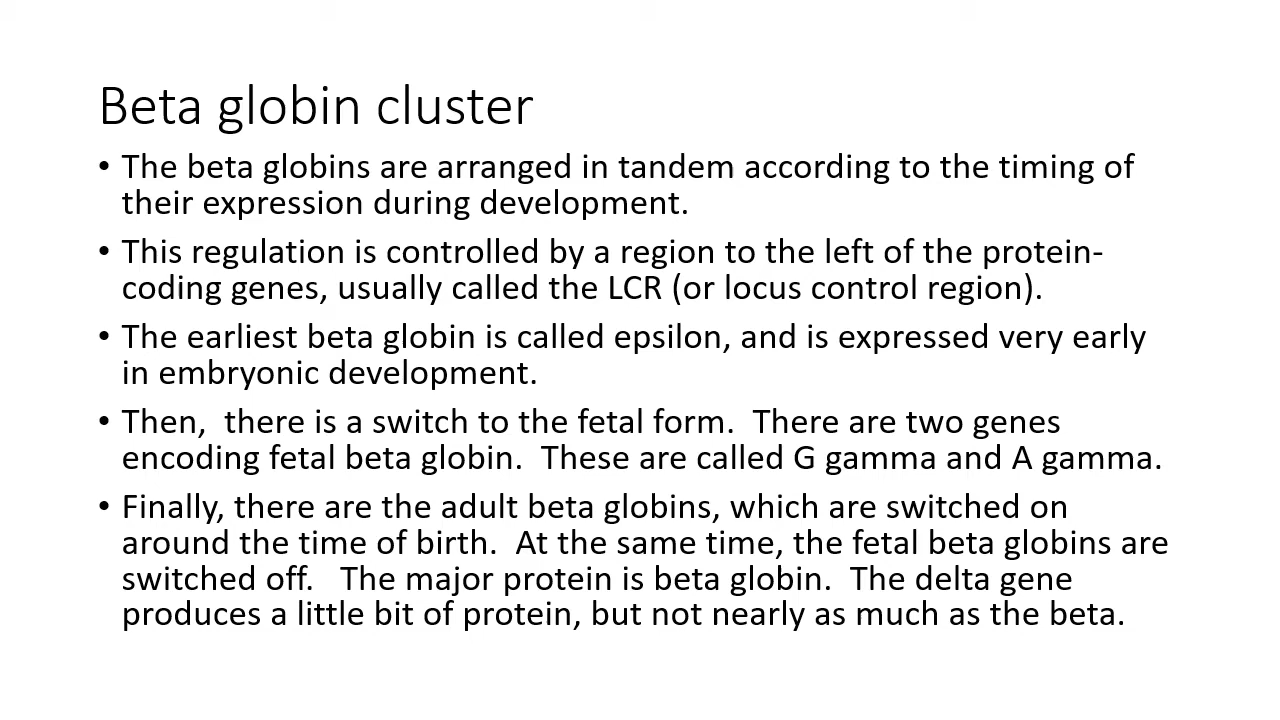 Beta globin cluster
• The beta globins are arranged in tandem according to the timing of
their expression during development.
• This regulation is controlled by a region to the left of the protein-
coding genes, usually called the LCR (or locus control region).
• The earliest beta globin is called epsilon, and is expressed very early
in embryonic development.
• Then,  there is a switch to the fetal form.  There are two genes
encoding fetal beta globin.  These are called G gamma and A gamma.
• Finally, there are the adult beta globins, which are switched on
around the time of birth.  At the same time, the fetal beta globins are
switched off.   The major protein is beta globin.  The delta gene
produces a little bit of protein, but not nearly as much as the beta.